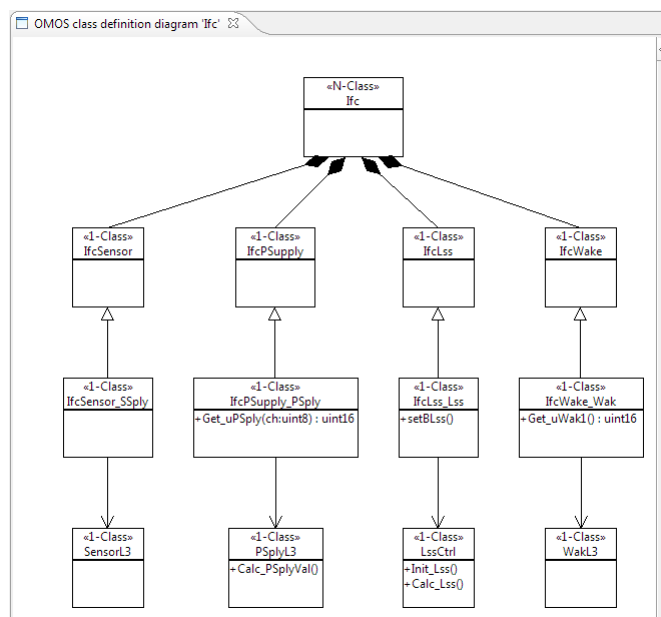 OMOS class definition diagram 'Ifc'
«N-Class»
Ifc
«1-Class»
IfcSensor
«1-Class»
IfcPSupply
«1-Class»
IfcLss
«1-Class»
IfcWake
«1-Class»
IfcSensor_SSply
«1-Class»
IfcPSupply_PSply
+Get_uPSply(ch:uint8) : uint16
«1-Class»
IfcLss_Lss
+setBLss()
«1-Class»
IfcWake_Wak
+Get_uWak1() : uint16
«1-Class»
SensorL3
«1-Class»
PSplyL3
+Calc_PSplyVal()
«1-Class»
LssCtrl
+Init_Lss()
+Calc_Lss()
«1-Class»
WakL3